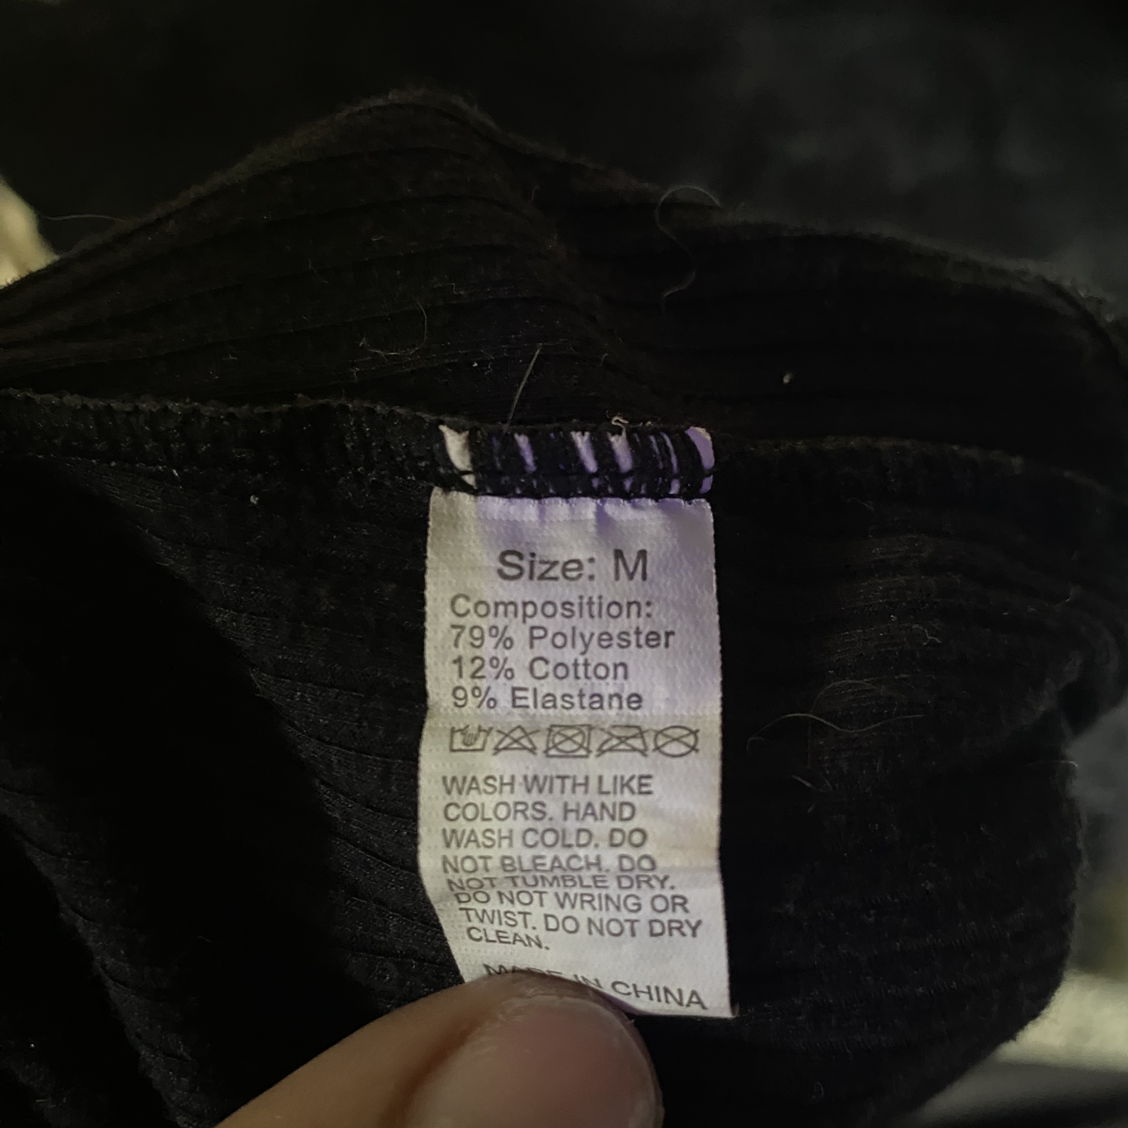 Size: M
Composition:
79% Polyester
12% Cotton
9% Elastane
WASH WITH LIKE
COLORS. HAND
WASH COLD. DO
NOT BLEACH. DO
NOT TUMBLE DRY.
DO NOT WRING OR
TWIST. DO NOT DRY
CLEAN.
MADE IN CHINA